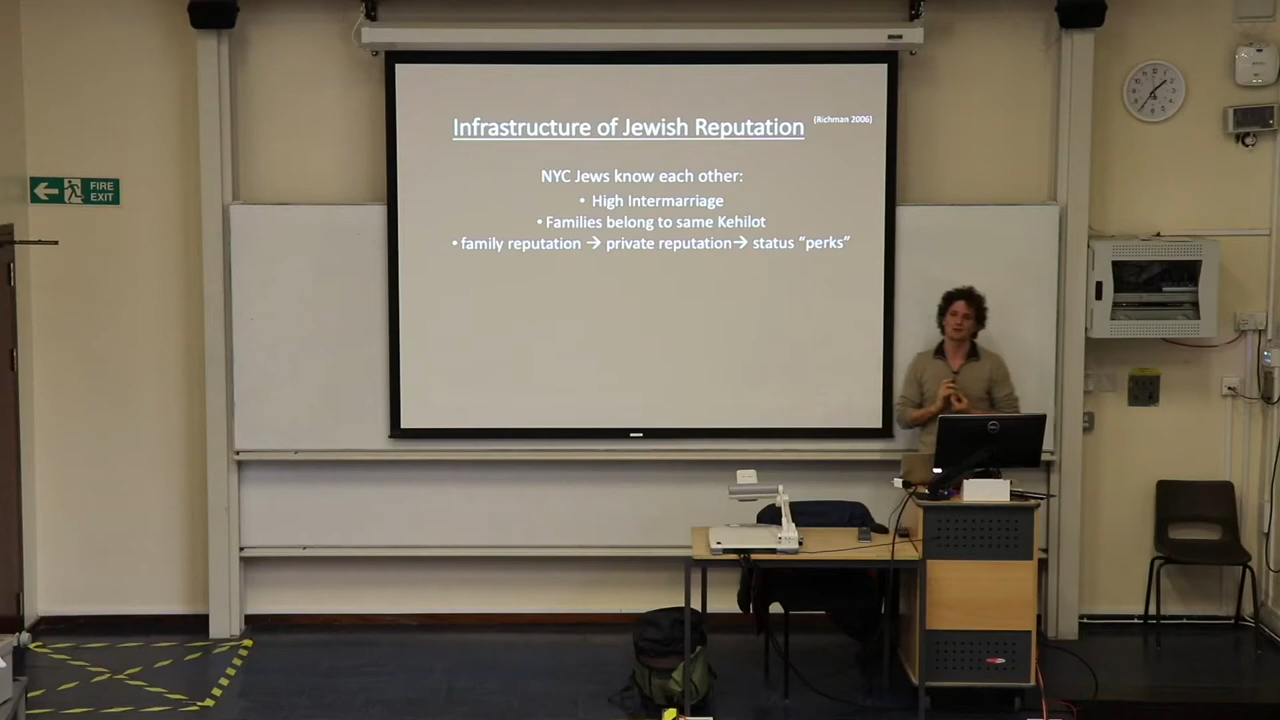 Infrastructure of Jewish Reputation
(Richman 2006)
NYC Jews know each other:
• High Intermarriage
• Families belong to same Kehilot
• family reputation → private reputation→ status “perks”
FIRE
EXIT
DELL